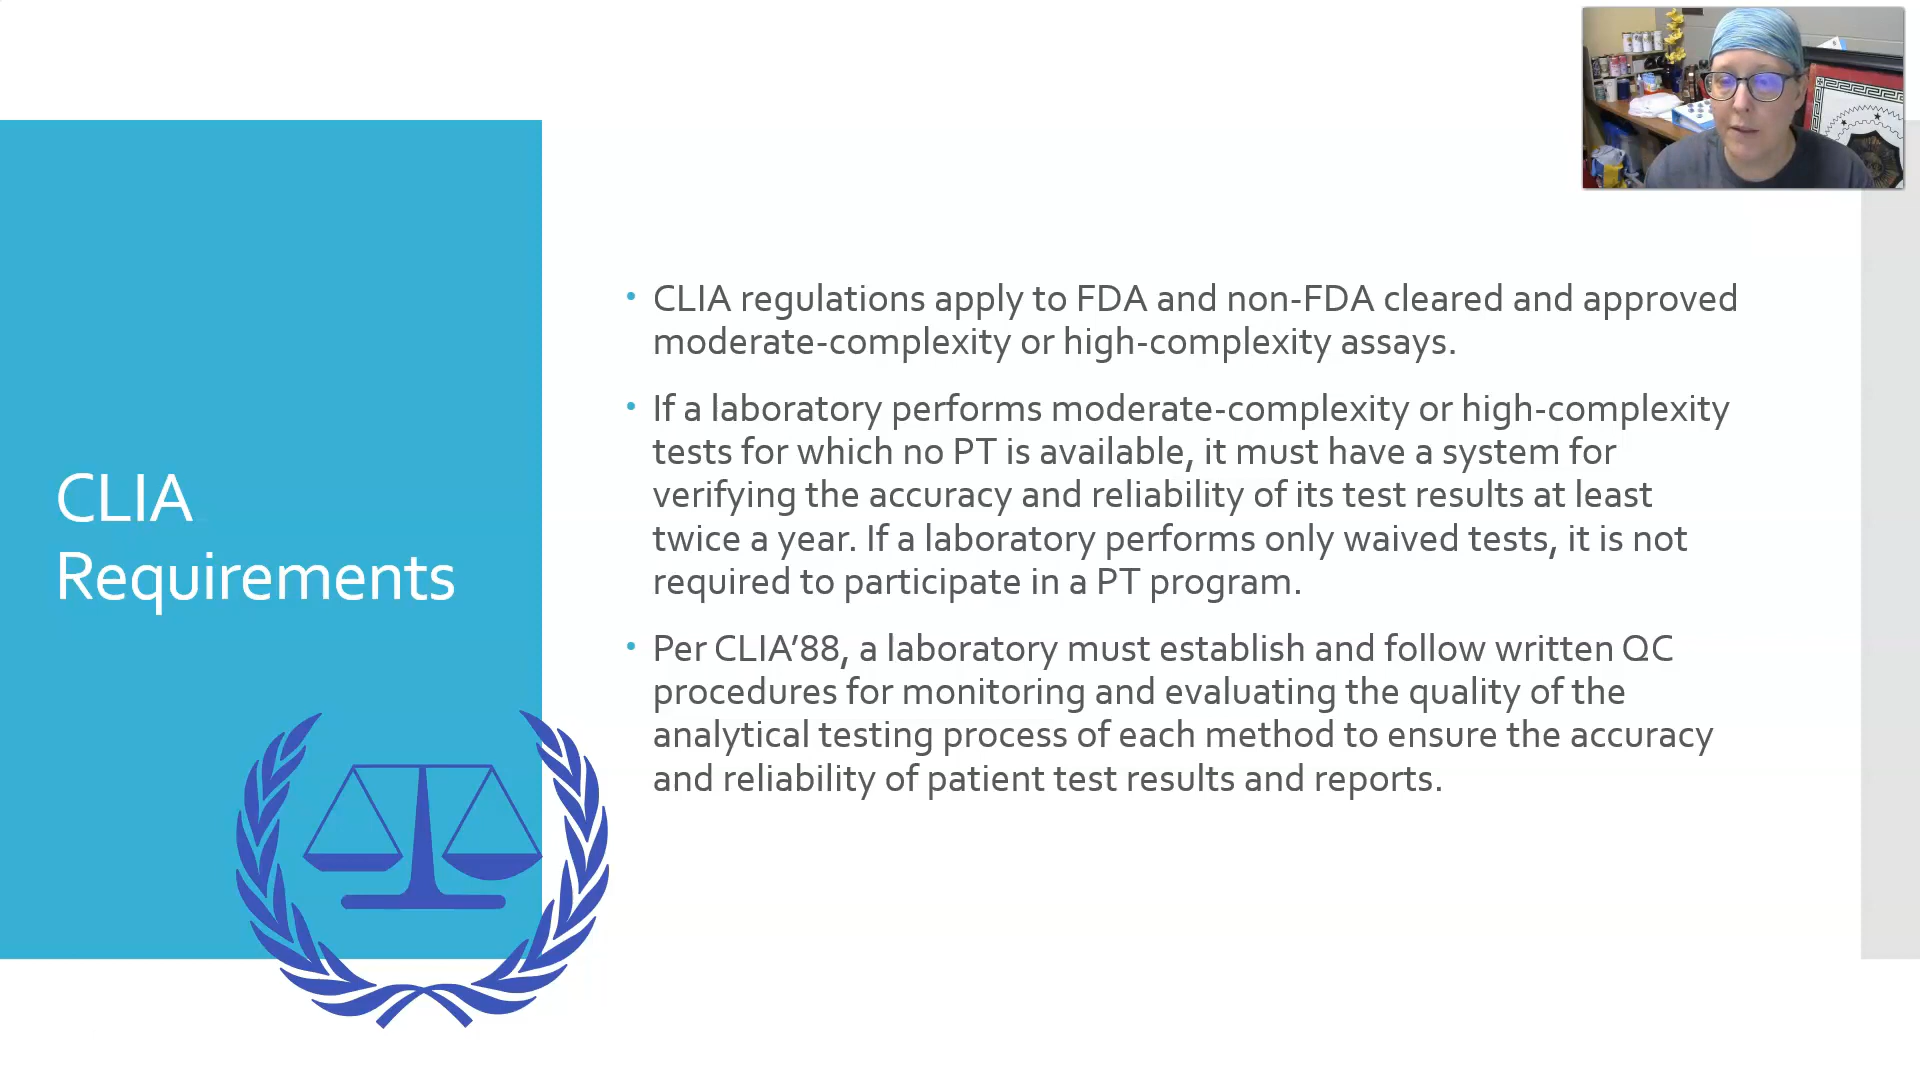 CLIA
Requirements
• CLIA regulations apply to FDA and non-FDA cleared and approved
moderate-complexity or high-complexity assays.
• If a laboratory performs moderate-complexity or high-complexity
tests for which no PT is available, it must have a system for
verifying the accuracy and reliability of its test results at least
twice a year. If a laboratory performs only waived tests, it is not
required to participate in a PT program.
• Per CLIA’88, a laboratory must establish and follow written QC
procedures for monitoring and evaluating the quality of the
analytical testing process of each method to ensure the accuracy
and reliability of patient test results and reports.